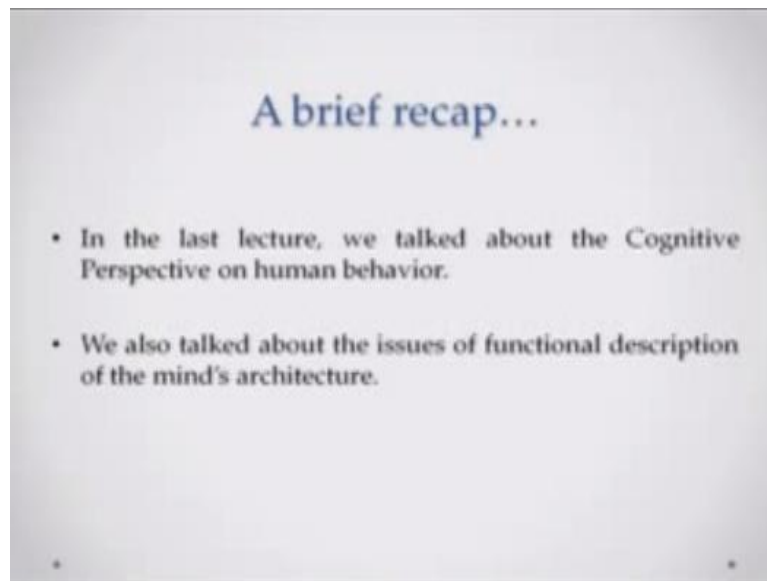 A brief recap...
• In the last lecture, we talked about the Cognitive
Perspective on human behavior.
• We also talked about the issues of functional description
of the mind's architecture.